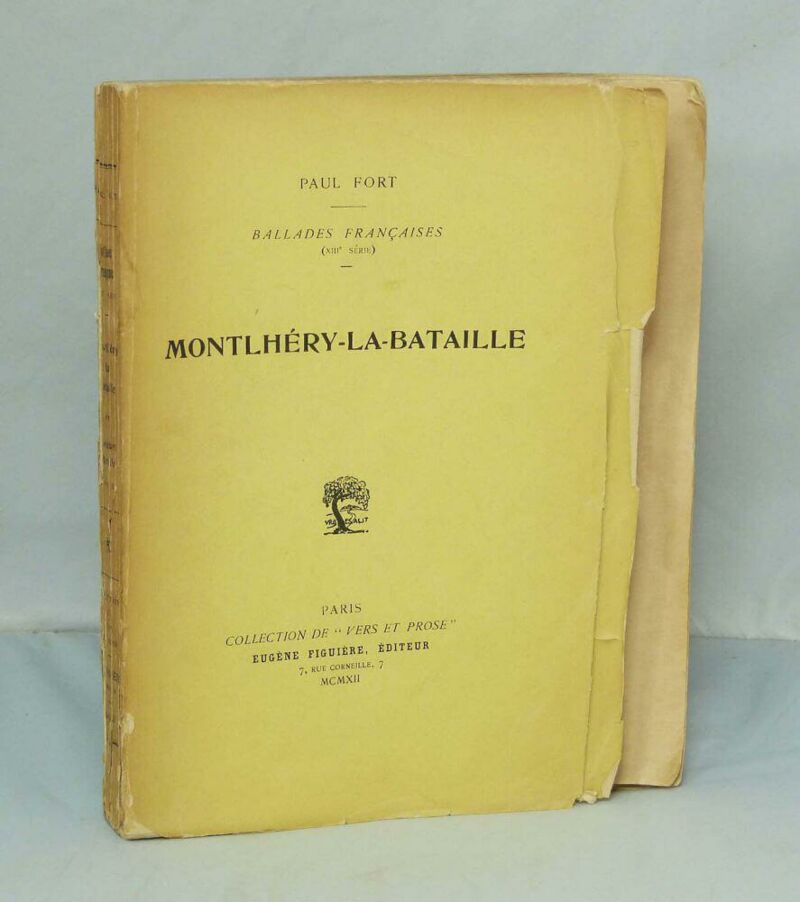 PAUL FORT
BALLADES FRANÇAISES
(XIIIᵉ SÉRIE)
MONTLHÉRY-LA-BATAILLE
PARIS
COLLECTION DE " VERS ET PROSE "
EUGÈNE FIGUIÈRE, ÉDITEUR
7, RUE CORNEILLE, 7
MCMXII